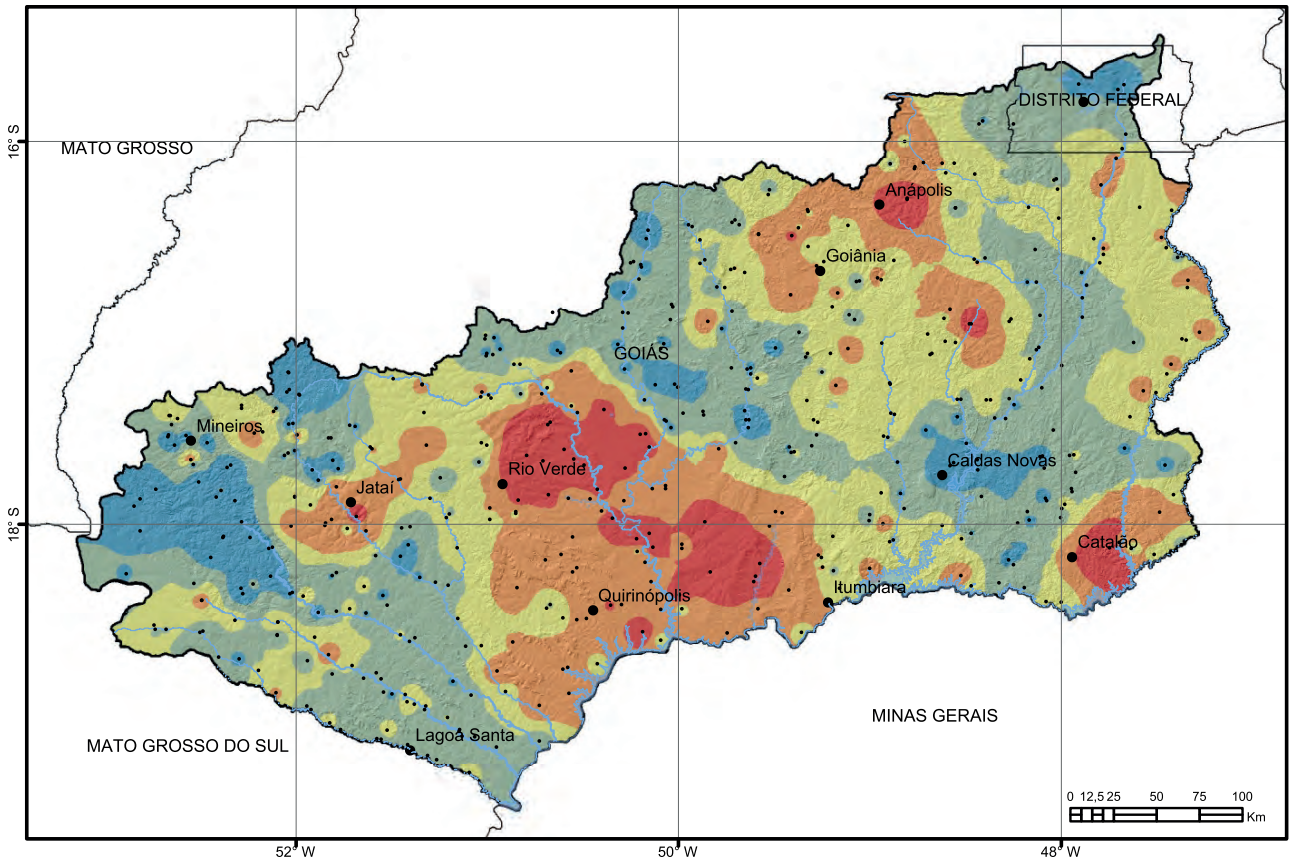 DISTRITO FEDERAL
16° S
MATO GROSSO
Anápolis
Goiânia
GOIÁS
Mineiros
Caldas Novas
Rio Verde
Jataí
18° S
Catalão
Itumbiara
Quirinópolis
MINAS GERAIS
Lagoa Santa
MATO GROSSO DO SUL
0 12,5 25 50 75 100
Km
52° W 50° W 48° W